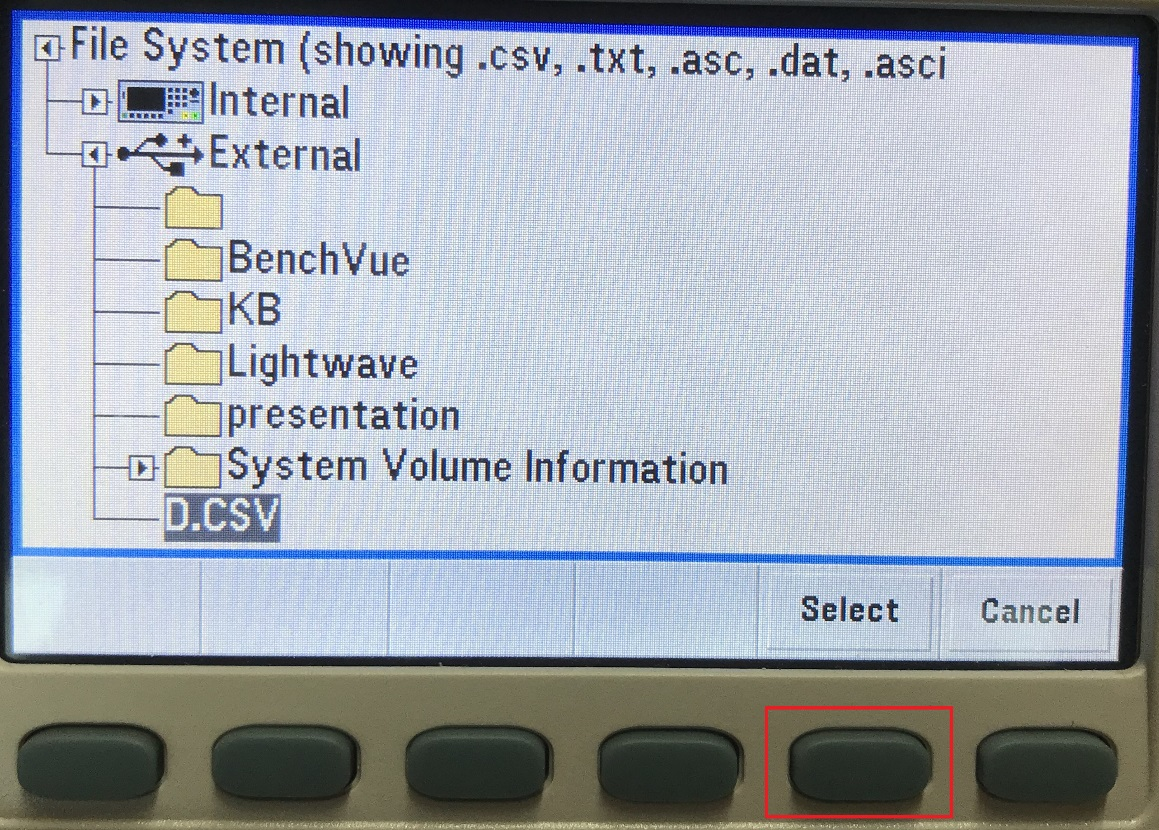 File System (showing .csv, .txt, .asc, .dat, .asci
Internal
External
BenchVue
KB
Lightwave
presentation
System Volume Information
D.CSV
Select Cancel